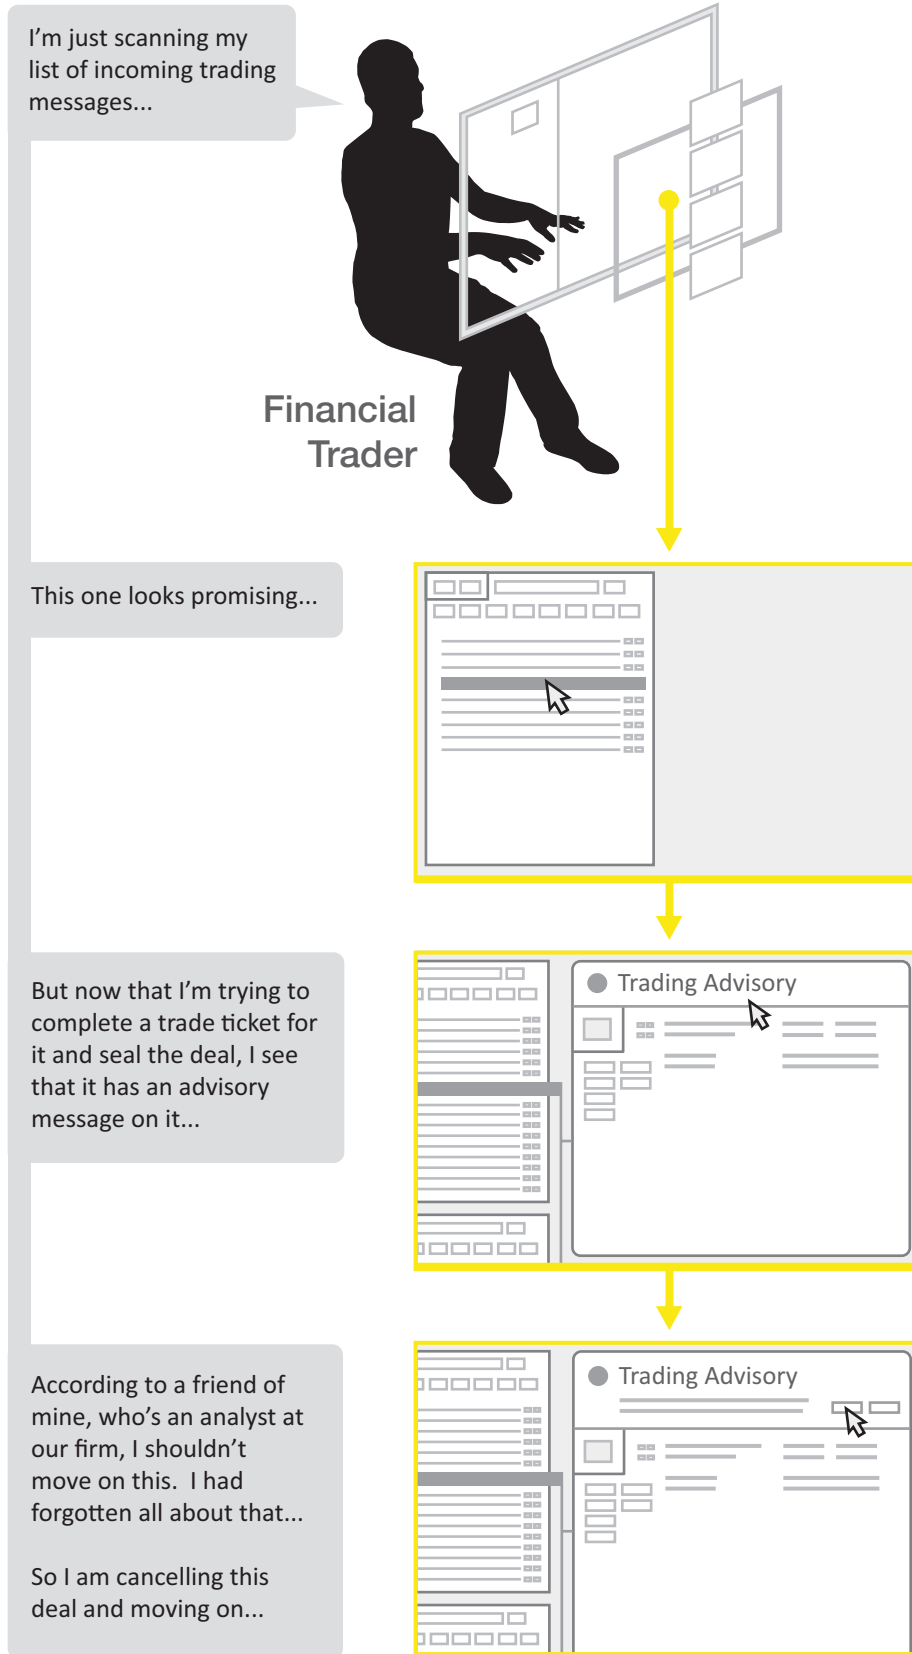 I'm just scanning my
list of incoming trading
messages...
Financial
Trader
This one looks promising...
But now that I'm trying to
complete a trade ticket for
it and seal the deal, I see
that it has an advisory
message on it...
Trading Advisory
According to a friend of
mine, who's an analyst at
our firm, I shouldn't
move on this.  I had
forgotten all about that...
So I am cancelling this
deal and moving on...
Trading Advisory